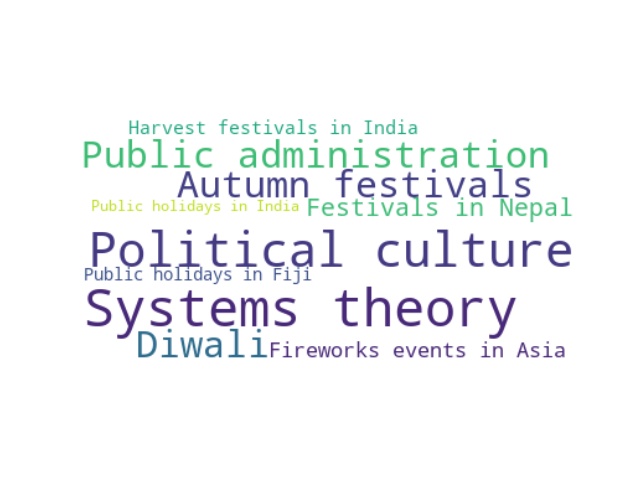 Harvest festivals in India
Public administration
Autumn festivals
Public holidays in India
Festivals in Nepal
Political culture
Public holidays in Fiji
Systems theory
Diwali
Fireworks events in Asia